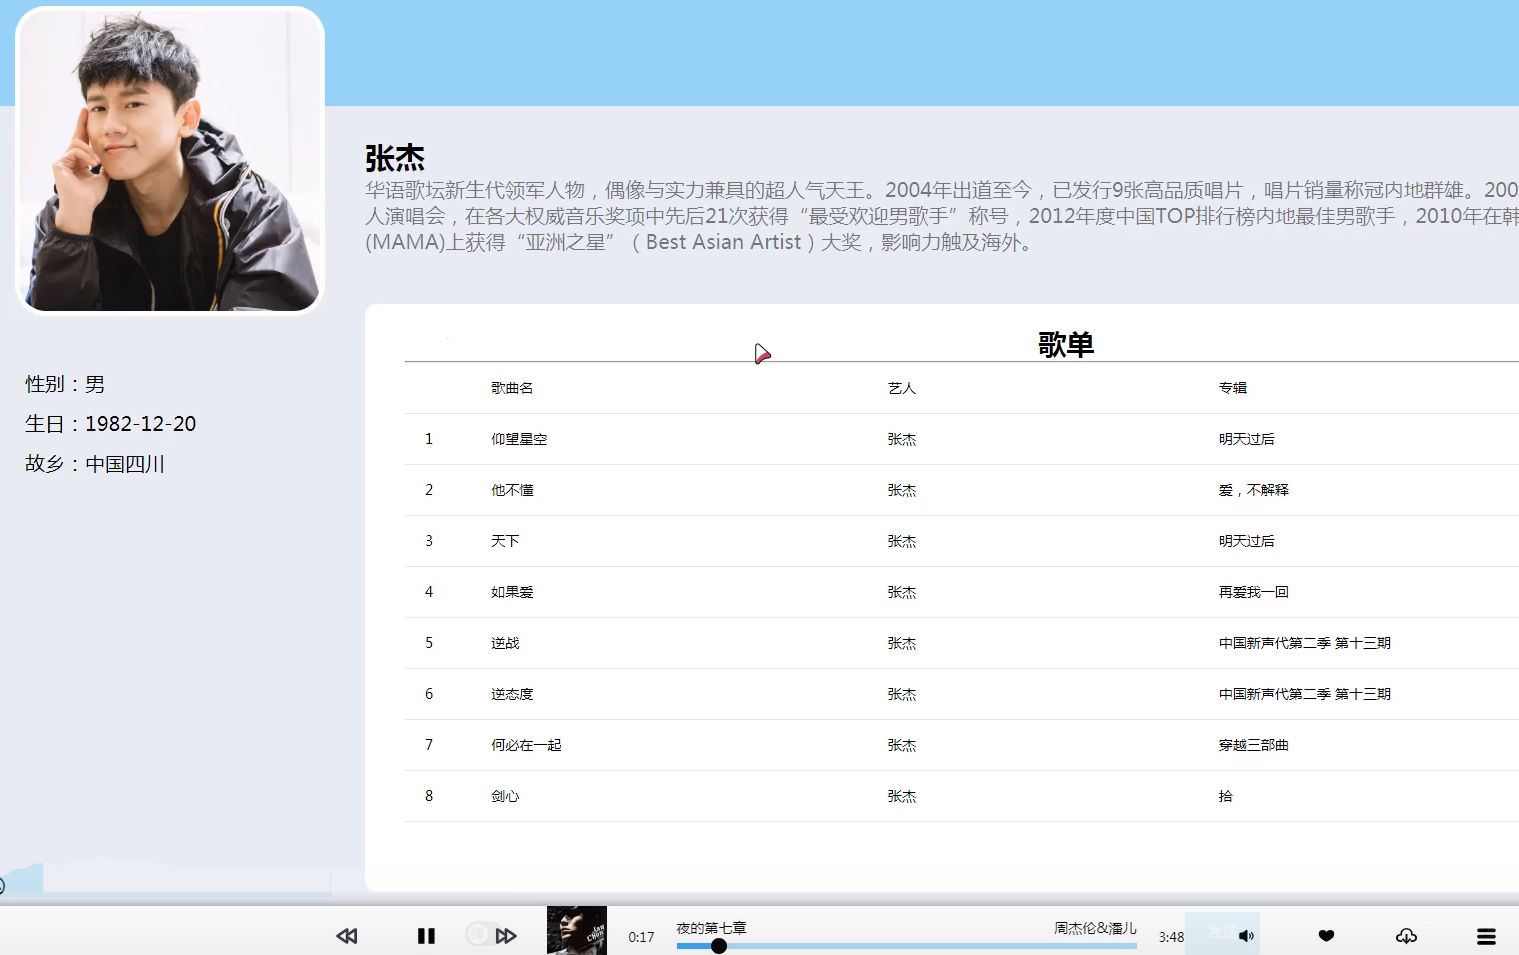 张杰
华语歌坛新生代领军人物，偶像与实力兼具的超人气天王。2004年出道至今，已发行9张高品质唱片，唱片销量称冠内地群雄。200
人演唱会，在各大权威音乐奖项中先后21次获得“最受欢迎男歌手”称号，2012年度中国TOP排行榜内地最佳男歌手，2010年在韩
(MAMA)上获得“亚洲之星”（Best Asian Artist）大奖，影响力触及海外。
性别：男
生日：1982-12-20
故乡：中国四川
歌单
歌曲名 艺人 专辑
1 仰望星空 张杰 明天过后
2 他不懂 张杰 爱，不解释
3 天下 张杰 明天过后
4 如果爱 张杰 再爱我一回
5 逆战 张杰 中国新声代第二季 第十三期
6 逆态度 张杰 中国新声代第二季 第十三期
7 何必在一起 张杰 穿越三部曲
8 剑心 张杰 拾
弹
0:17 夜的第七章 周杰伦&潘儿 3:48
发送